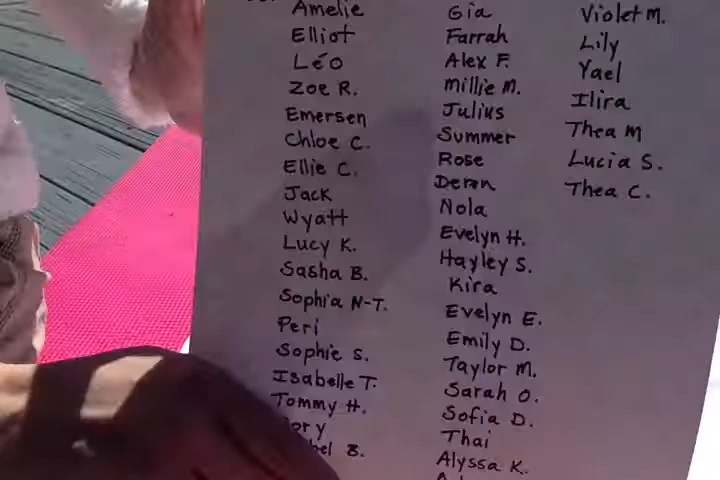 Amelie
Elliot
Léo
Zoe R.
Emersen
Chloe C.
Ellie C.
Jack
Wyatt
Lucy K.
Sasha B.
Sophia N-T.
Peri
Sophie S.
Isabelle T.
Tommy H.
Gia
Farrah
Alex F.
Millie M.
Julius
Summer
Rose
Deran
Nola
Evelyn H.
Hayley S.
Kira
Evelyn E.
Emily D.
Taylor M.
Sarah O.
Sofia D.
Thai
Alyssa K.
Violet M.
Lily
Yael
Ilira
Thea M
Lucia S.
Thea C.